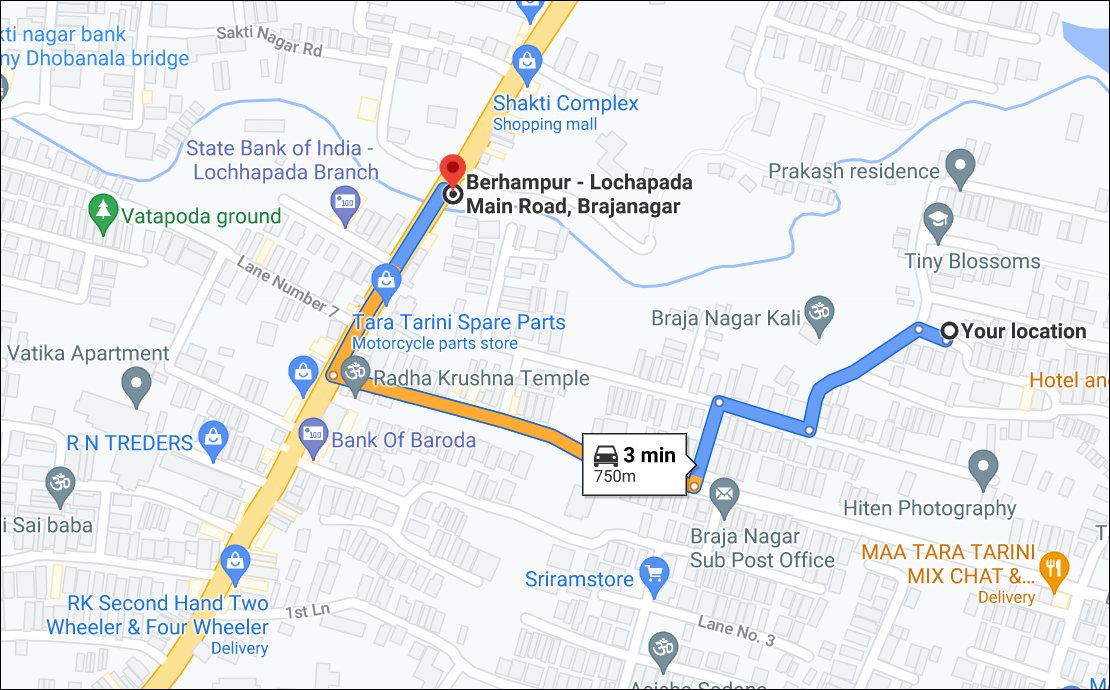 kti nagar bank
ny Dhobanala bridge
Sakti Nagar Rd
Shakti Complex
Shopping mall
State Bank of India -
Lochhapada Branch
Prakash residence
Berhampur - Lochapada
Main Road, Brajanagar
Vatapoda ground
Tiny Blossoms
Lane Number 7
Tara Tarini Spare Parts
Motorcycle parts store
Braja Nagar Kali
Your location
Vatika Apartment
Radha Krushna Temple
Hotel an
R N TREDERS
Bank Of Baroda
3 min
750m
i Sai baba
Hiten Photography
Braja Nagar
Sub Post Office
MAA TARA TARINI
MIX CHAT &...
Delivery
Sriramstore
RK Second Hand Two
Wheeler & Four Wheeler
Delivery
1st Ln
Lane No. 3